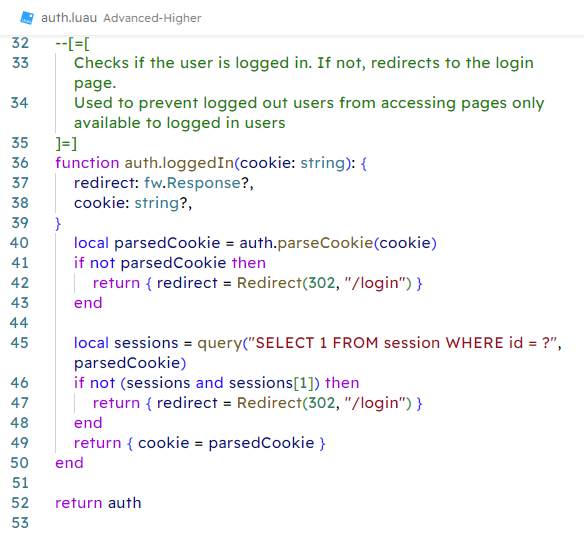 auth.luau Advanced-Higher
32 --[=[
33 Checks if the user is logged in. If not, redirects to the login
page.
34 Used to prevent logged out users from accessing pages only
available to logged in users
35 ]=]
36 function auth.loggedIn(cookie: string): {
37 redirect: fw.Response?,
38 cookie: string?,
39 }
40 local parsedCookie = auth.parseCookie(cookie)
41 if not parsedCookie then
42 return { redirect = Redirect(302, "/login") }
43 end
44
45 local sessions = query("SELECT 1 FROM session WHERE id = ?",
parsedCookie)
46 if not (sessions and sessions[1]) then
47 return { redirect = Redirect(302, "/login") }
48 end
49 return { cookie = parsedCookie }
50 end
51
52 return auth
53